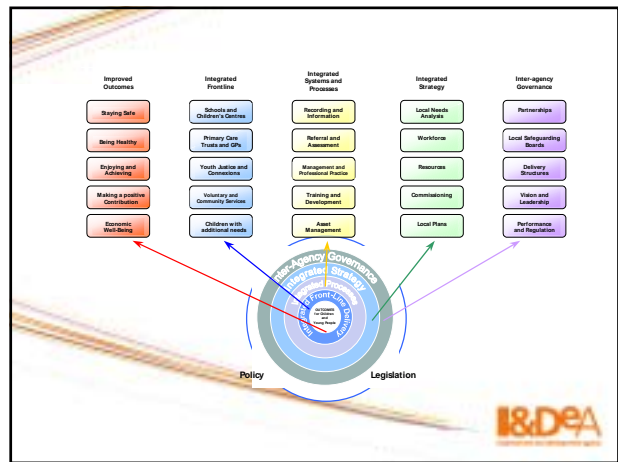 Improved
Outcomes
Integrated
Frontline
Integrated
Systems and
Processes
Integrated
Strategy
Inter-agency
Governance
Staying Safe
Schools and
Children's Centres
Recording and
Information
Local Needs
Analysis
Partnerships
Being Healthy
Primary Care
Trusts and GPs
Referral and
Assessment
Workforce
Local Safeguarding
Boards
Enjoying and
Achieving
Youth Justice and
Connexions
Management and
Professional Practice
Resources
Delivery
Structures
Making a positive
Contribution
Voluntary and
Community Services
Training and
Development
Commissioning
Vision and
Leadership
Economic
Well-Being
Children with
additional needs
Asset
Management
Local Plans
Performance
and Regulation
Inter-Agency Governance
Integrated Strategy
Integrated Processes
Integrated Front-Line Delivery
OUTCOMES
for Children
and
Young People
Policy
Legislation
I&DeA